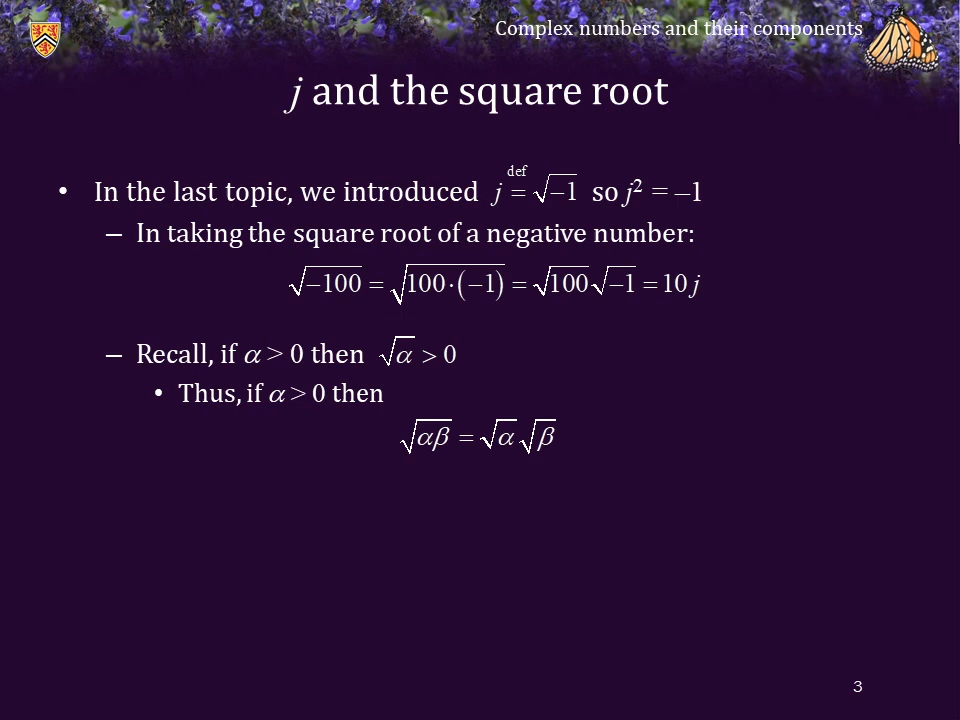 Complex numbers and their components
j and the square root
• In the last topic, we introduced j \overset{def}{=} √−1 so j² = –1
– In taking the square root of a negative number:
√−100 = √100·(−1) = √100√−1 = 10j
– Recall, if α > 0 then √α > 0
• Thus, if α > 0 then
√αβ = √α√β
3